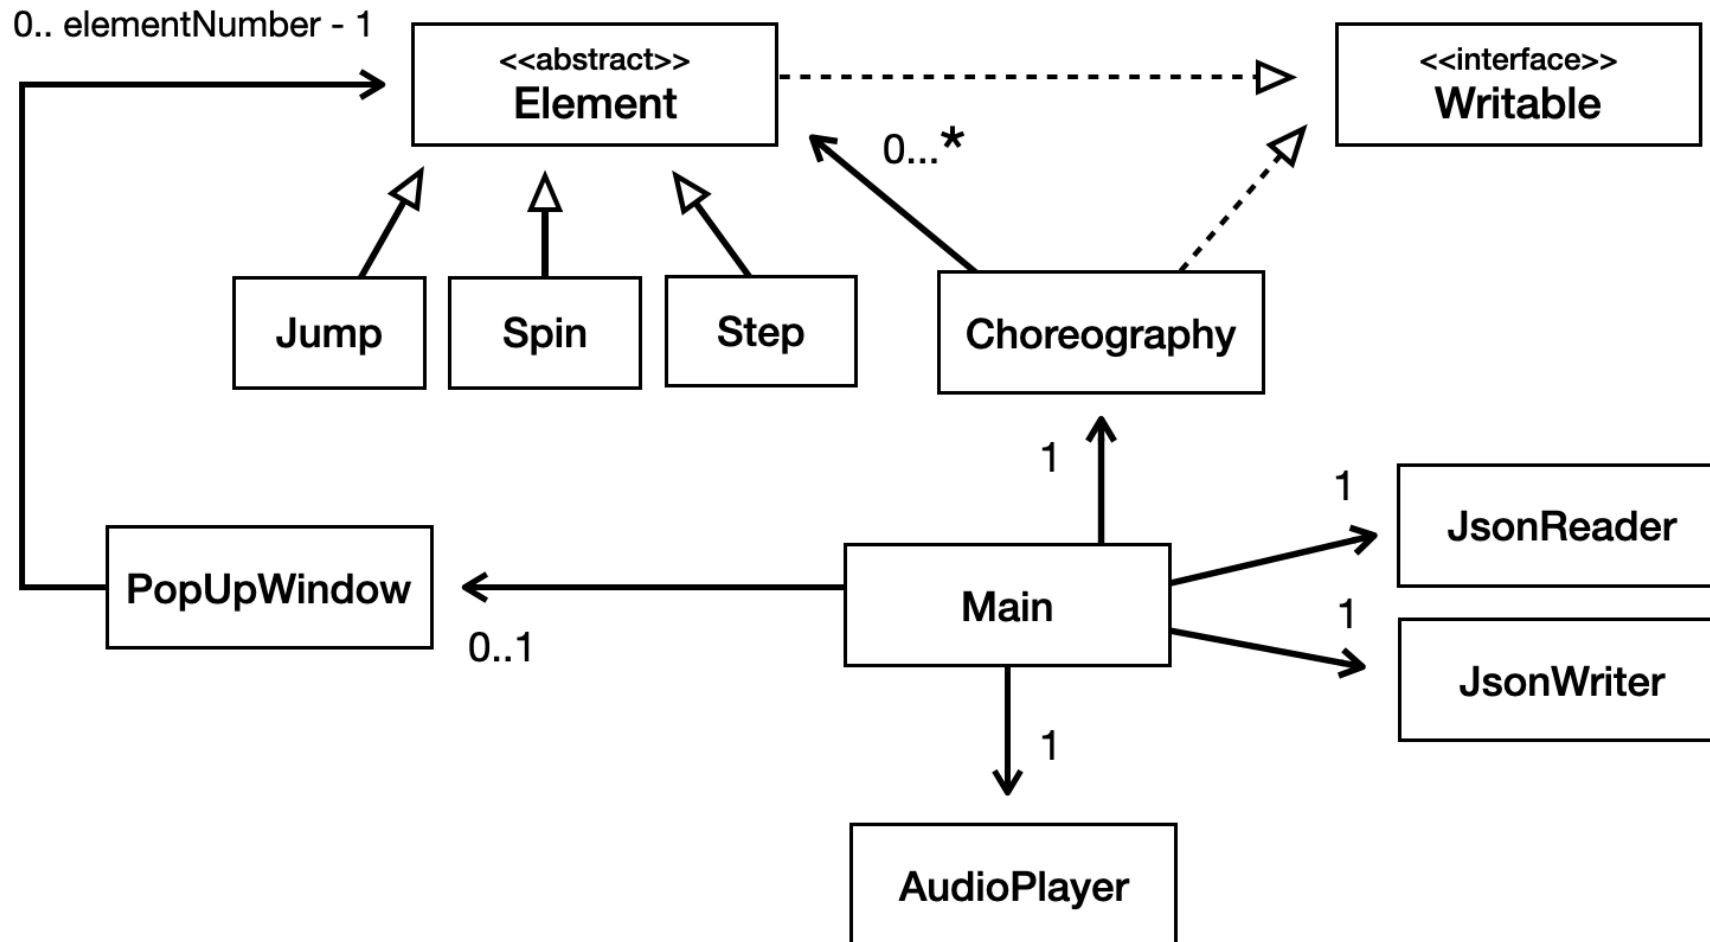 0.. elementNumber - 1
<<abstract>>
Element
<<interface>>
Writable
0...*
Jump
Spin
Step
Choreography
1
1
JsonReader
PopUpWindow
0..1
Main
1
JsonWriter
1
AudioPlayer